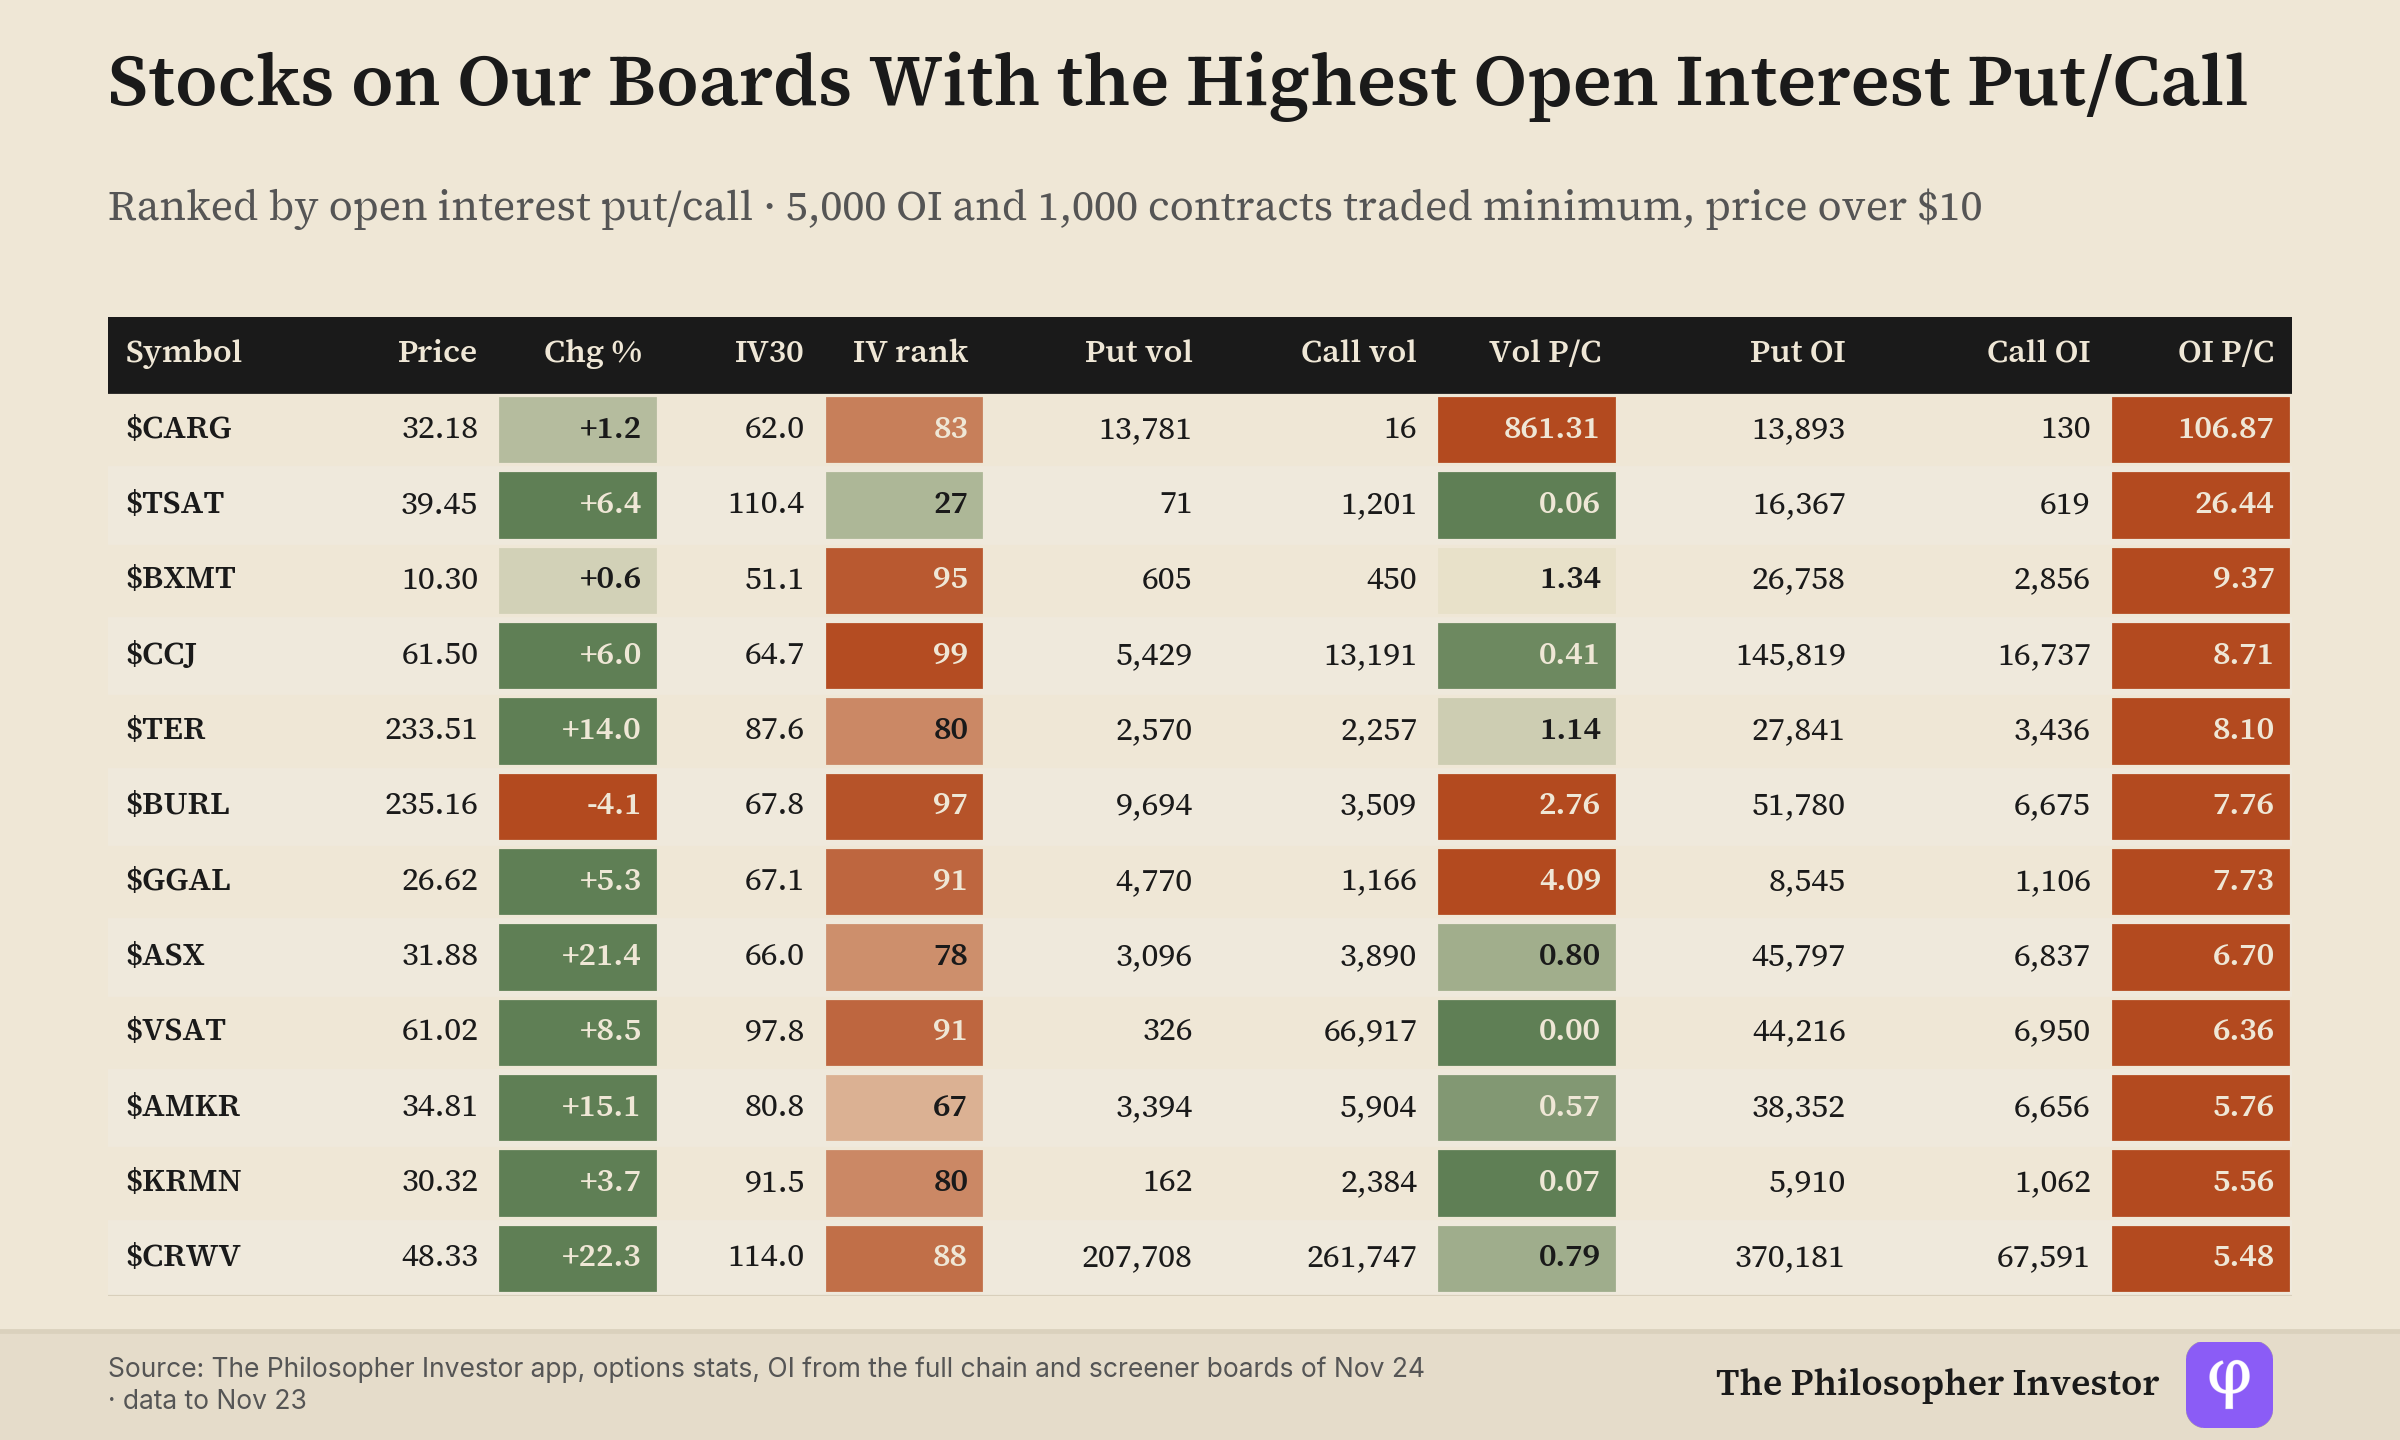 Stocks on Our Boards With the Highest Open Interest Put/Call
Ranked by open interest put/call · 5,000 OI and 1,000 contracts traded minimum, price over $10
Symbol Price Chg % IV30 IV rank Put vol Call vol Vol P/C Put OI Call OI OI P/C
$CARG 32.18 +1.2 62.0 83 13,781 16 861.31 13,893 130 106.87
$TSAT 39.45 +6.4 110.4 27 71 1,201 0.06 16,367 619 26.44
$BXMT 10.30 +0.6 51.1 95 605 450 1.34 26,758 2,856 9.37
$CCJ 61.50 +6.0 64.7 99 5,429 13,191 0.41 145,819 16,737 8.71
$TER 233.51 +14.0 87.6 80 2,570 2,257 1.14 27,841 3,436 8.10
$BURL 235.16 -4.1 67.8 97 9,694 3,509 2.76 51,780 6,675 7.76
$GGAL 26.62 +5.3 67.1 91 4,770 1,166 4.09 8,545 1,106 7.73
$ASX 31.88 +21.4 66.0 78 3,096 3,890 0.80 45,797 6,837 6.70
$VSAT 61.02 +8.5 97.8 91 326 66,917 0.00 44,216 6,950 6.36
$AMKR 34.81 +15.1 80.8 67 3,394 5,904 0.57 38,352 6,656 5.76
$KRMN 30.32 +3.7 91.5 80 162 2,384 0.07 5,910 1,062 5.56
$CRWV 48.33 +22.3 114.0 88 207,708 261,747 0.79 370,181 67,591 5.48
Source: The Philosopher Investor app, options stats, OI from the full chain and screener boards of Nov 24
· data to Nov 23
The Philosopher Investor φ